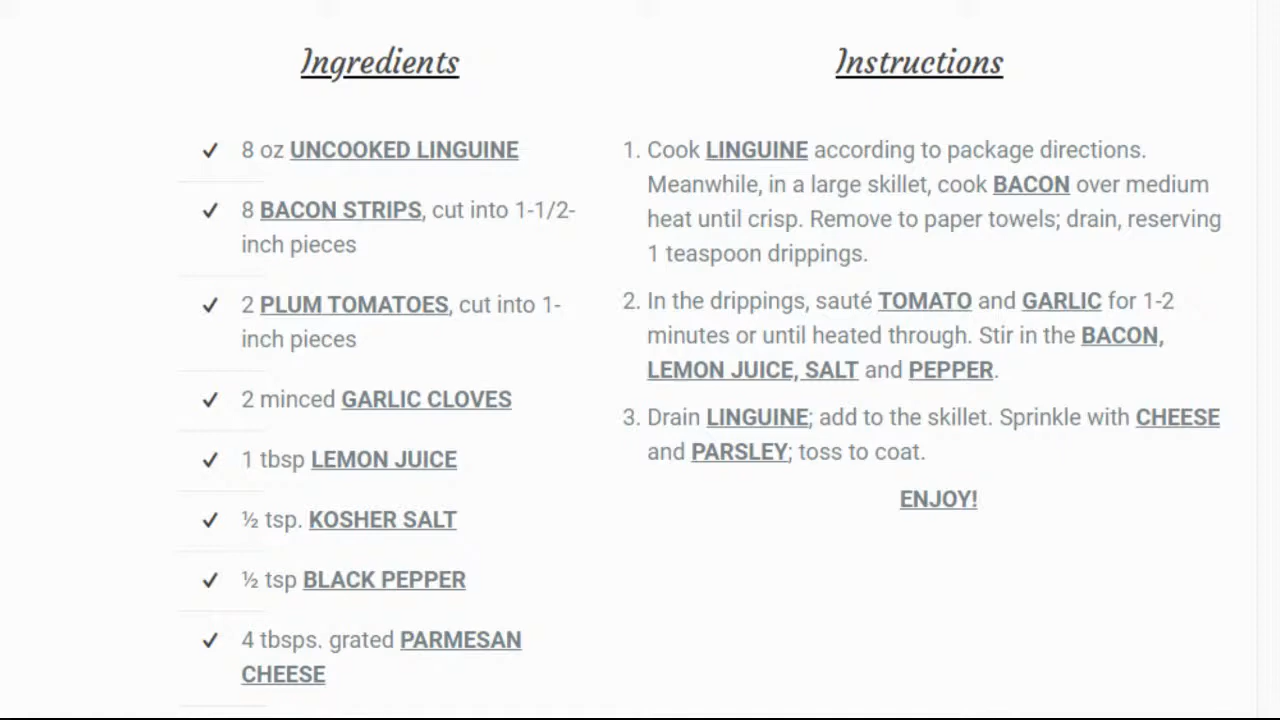 Ingredients
8 oz UNCOOKED LINGUINE
8 BACON STRIPS, cut into 1-1/2-
inch pieces
2 PLUM TOMATOES, cut into 1-
inch pieces
2 minced GARLIC CLOVES
1 tbsp LEMON JUICE
½ tsp. KOSHER SALT
½ tsp BLACK PEPPER
4 tbsps. grated PARMESAN
CHEESE
Instructions
1. Cook LINGUINE according to package directions.
Meanwhile, in a large skillet, cook BACON over medium
heat until crisp. Remove to paper towels; drain, reserving
1 teaspoon drippings.
2. In the drippings, sauté TOMATO and GARLIC for 1-2
minutes or until heated through. Stir in the BACON,
LEMON JUICE, SALT and PEPPER.
3. Drain LINGUINE; add to the skillet. Sprinkle with CHEESE
and PARSLEY; toss to coat.
ENJOY!